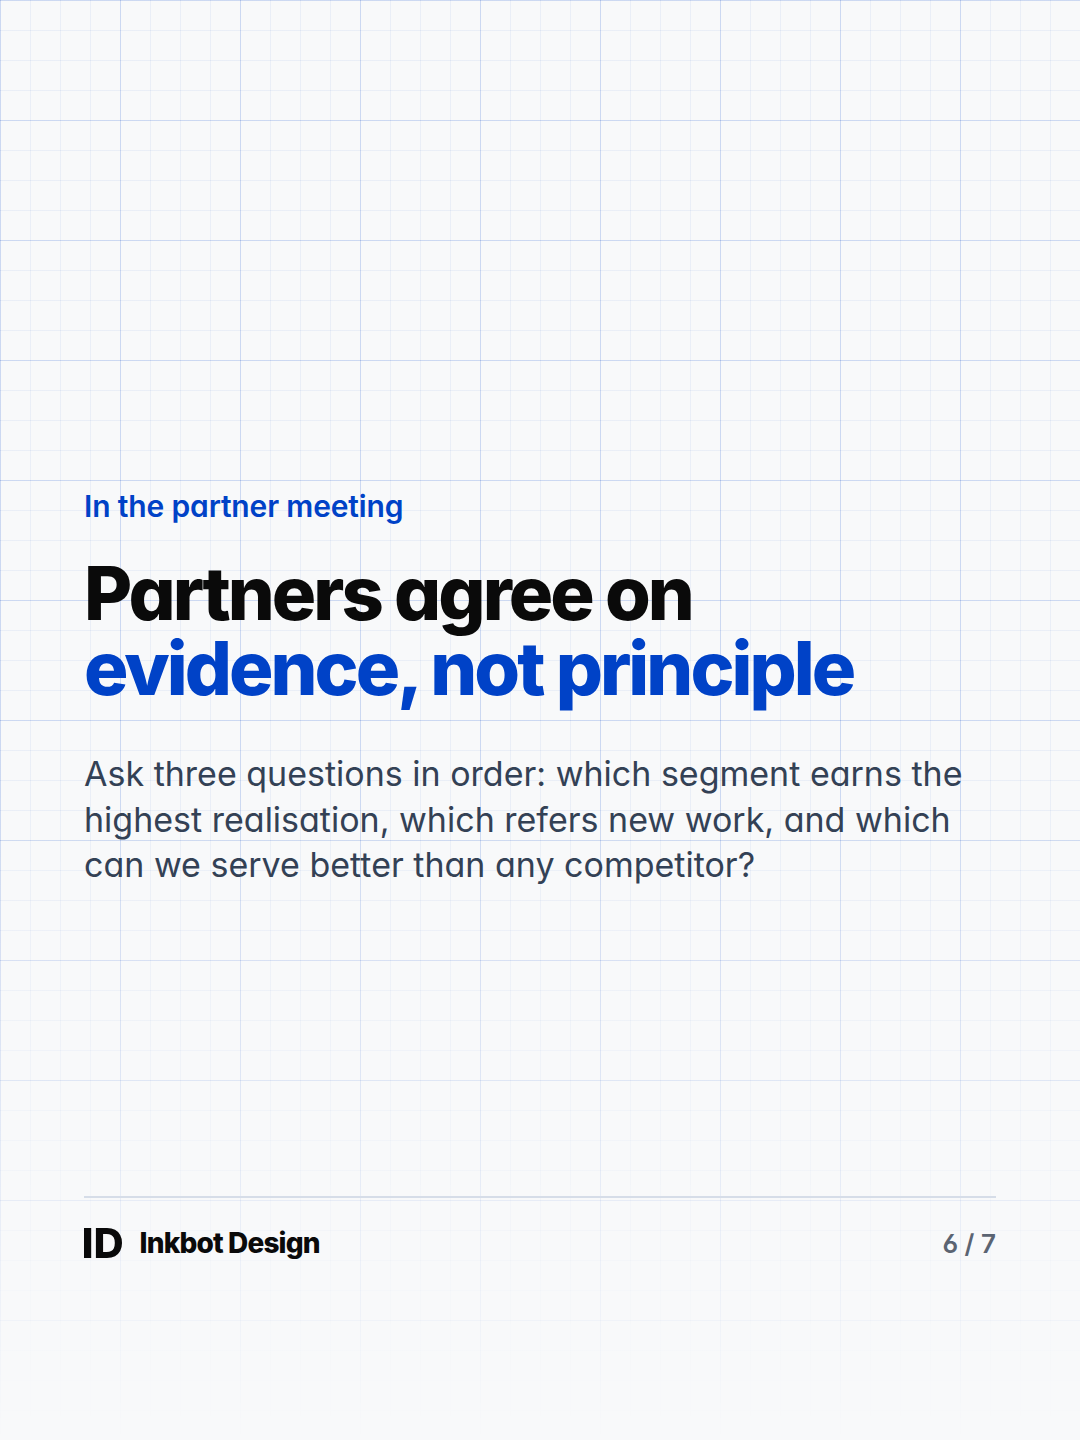 In the partner meeting
Partners agree on
evidence, not principle
Ask three questions in order: which segment earns the
highest realisation, which refers new work, and which
can we serve better than any competitor?
ID Inkbot Design
6 / 7